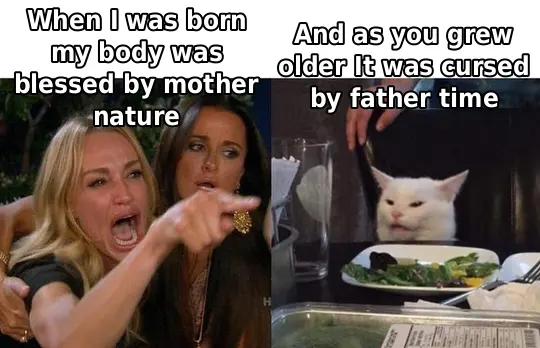 When I was born
my body was
blessed by mother
nature
And as you grew
older It was cursed
by father time